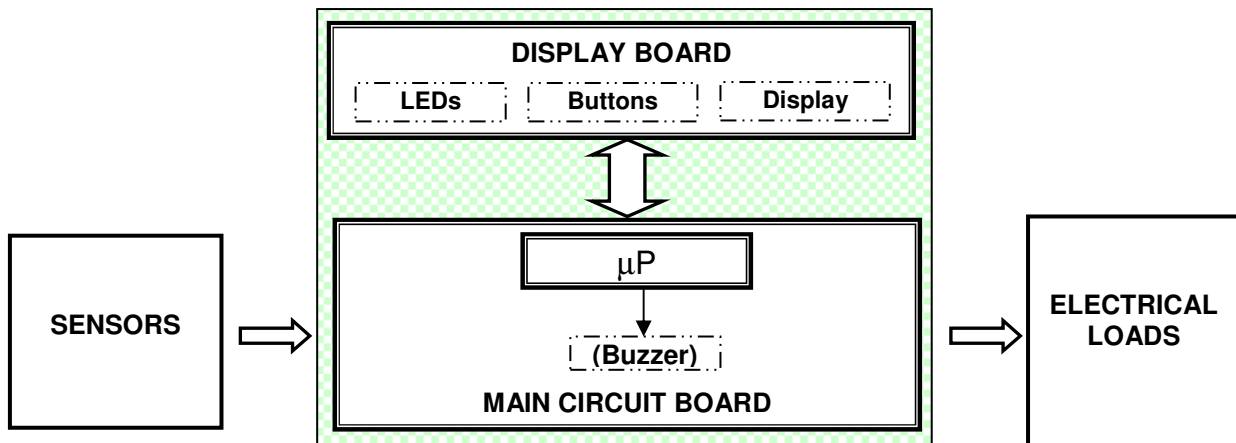 DISPLAY BOARD
LEDs
Buttons
Display
μP
SENSORS
(Buzzer)
MAIN CIRCUIT BOARD
ELECTRICAL
LOADS